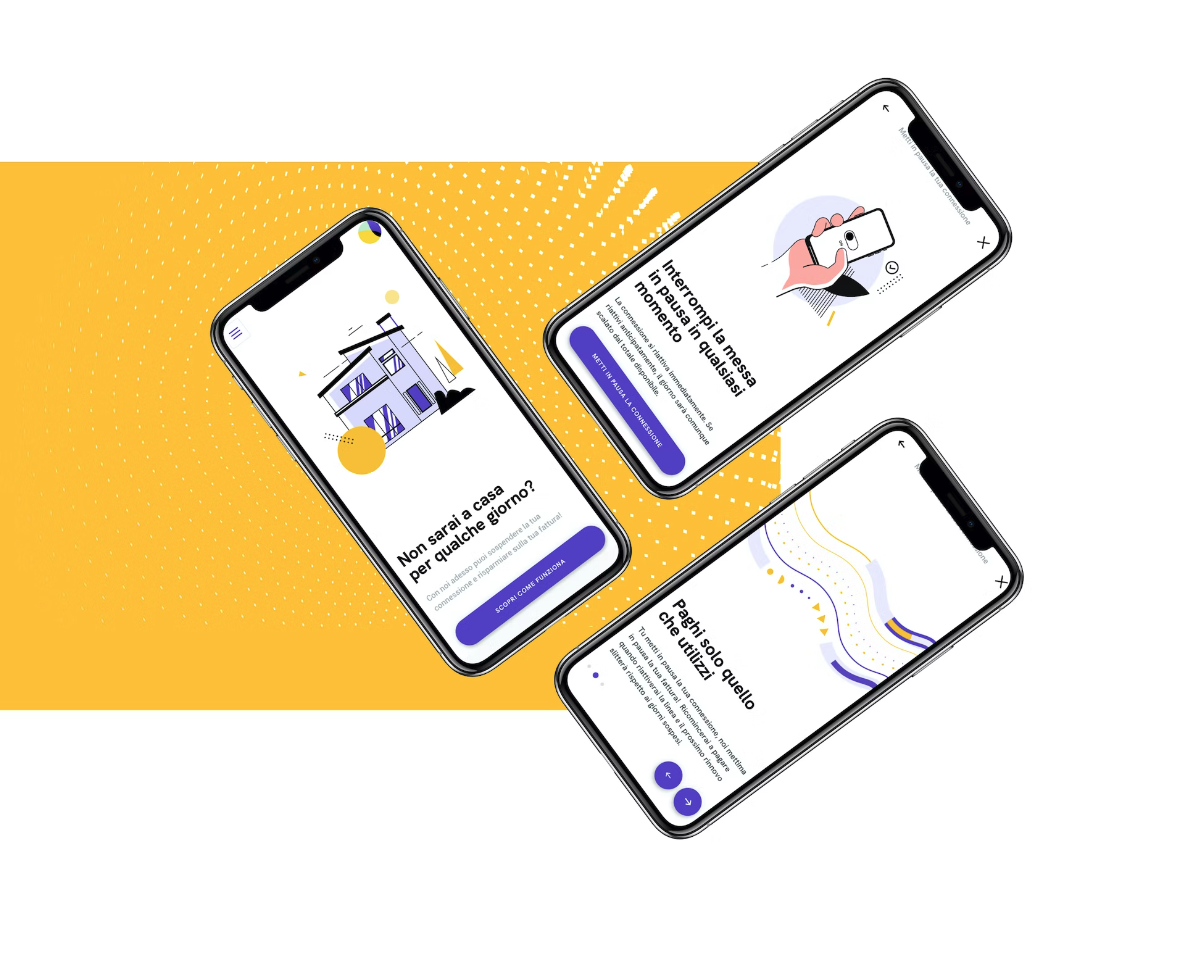 Non sarai a casa
per qualche giorno?
Con noi adesso puoi sospendere la tua
connessione e risparmiare sulla tua fattura!
SCOPRI COME FUNZIONA
Metti in pausa la tua connessione
Interrompi la messa
in pausa in qualsiasi
momento
La connessione si riattiva immediatamente. Se
riattivi anticipatamente, il giorno sarà comunque
scalato dal totale disponibile.
METTI IN PAUSA LA CONNESSIONE
Paghi solo quello
che utilizzi
Tu metti in pausa la tua connessione, noi mettima
in pausa la tua fattura! Ricomincerai a pagare
quando riattiverai la linea e il prossimo rinnovo
slitterà rispetto ai giorni sospesi.